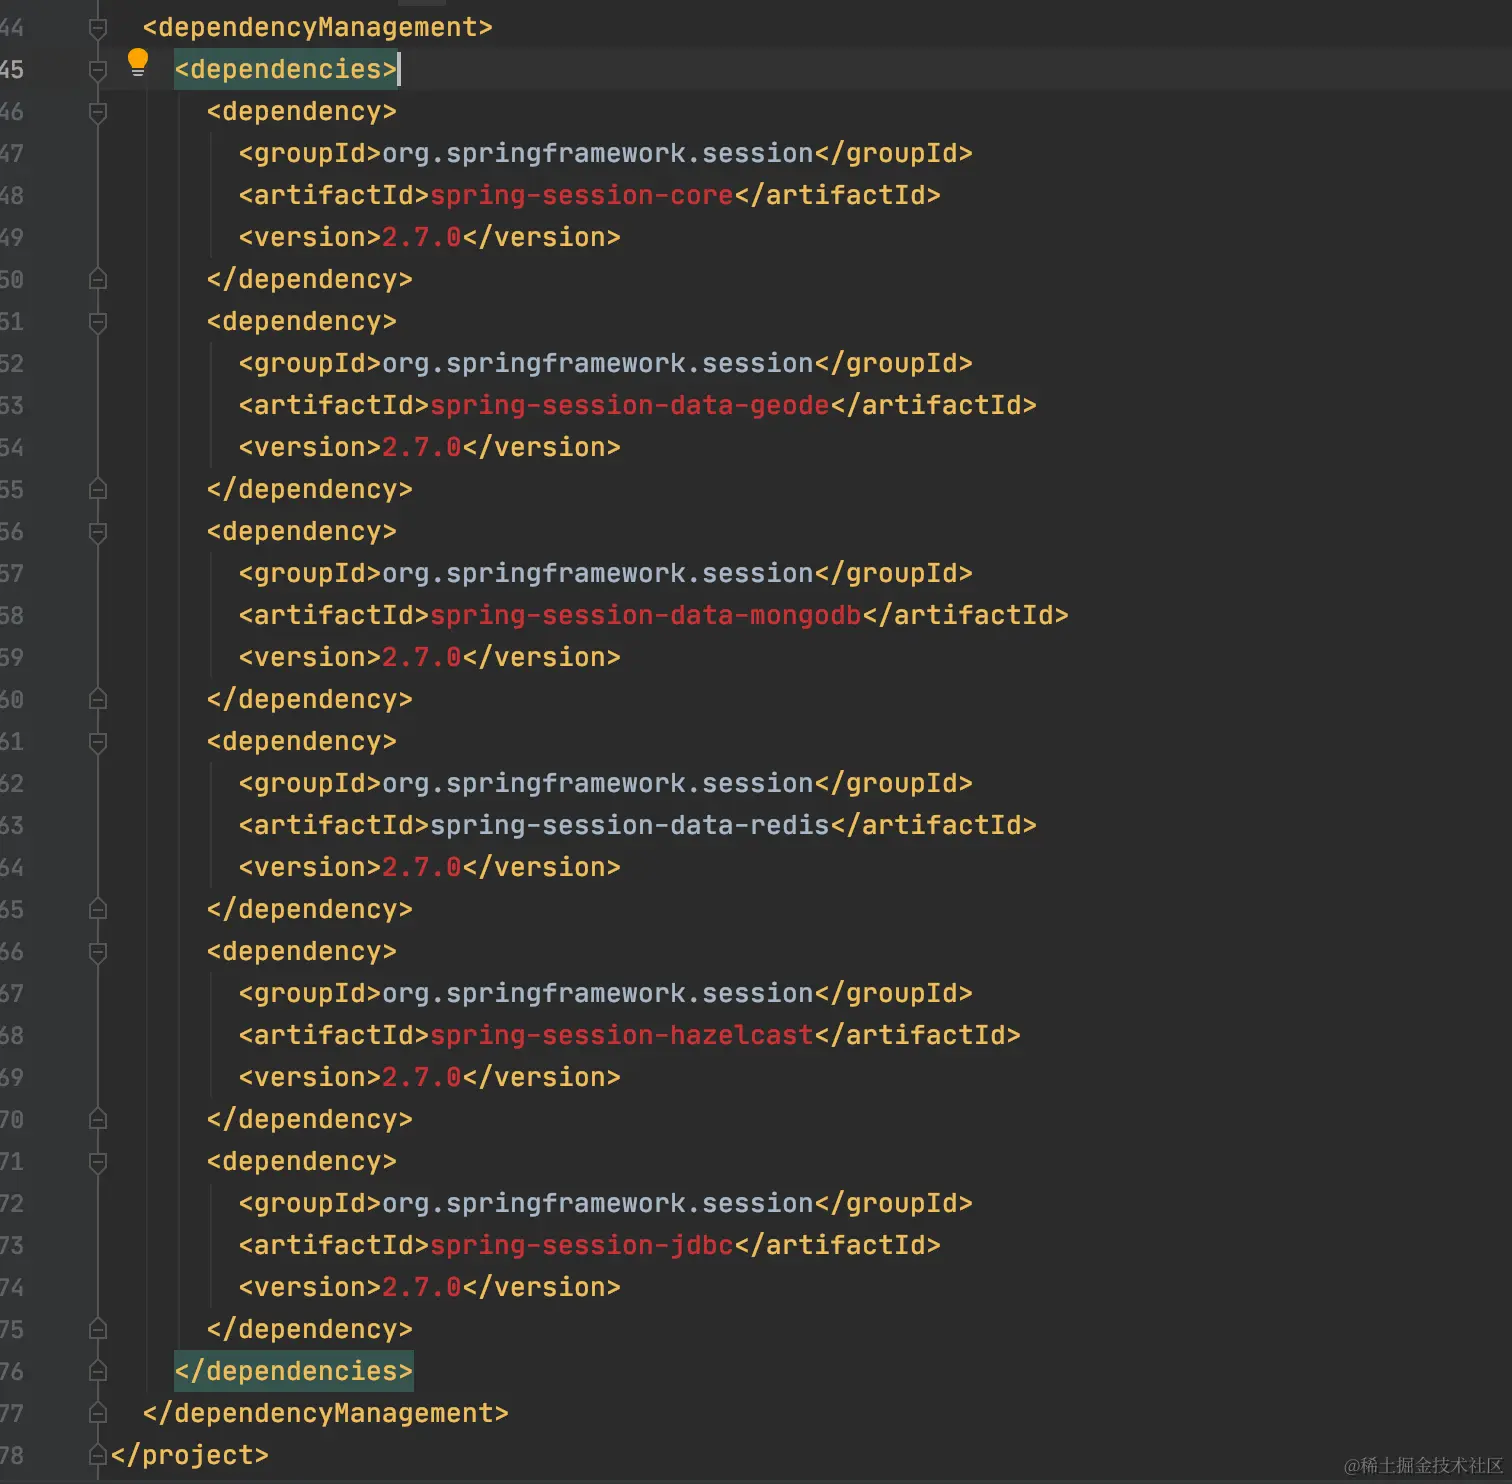 44 <dependencyManagement>
45 <dependencies>
46 <dependency>
47 <groupId>org.springframework.session</groupId>
48 <artifactId>spring-session-core</artifactId>
49 <version>2.7.0</version>
50 </dependency>
51 <dependency>
52 <groupId>org.springframework.session</groupId>
53 <artifactId>spring-session-data-geode</artifactId>
54 <version>2.7.0</version>
55 </dependency>
56 <dependency>
57 <groupId>org.springframework.session</groupId>
58 <artifactId>spring-session-data-mongodb</artifactId>
59 <version>2.7.0</version>
60 </dependency>
61 <dependency>
62 <groupId>org.springframework.session</groupId>
63 <artifactId>spring-session-data-redis</artifactId>
64 <version>2.7.0</version>
65 </dependency>
66 <dependency>
67 <groupId>org.springframework.session</groupId>
68 <artifactId>spring-session-hazelcast</artifactId>
69 <version>2.7.0</version>
70 </dependency>
71 <dependency>
72 <groupId>org.springframework.session</groupId>
73 <artifactId>spring-session-jdbc</artifactId>
74 <version>2.7.0</version>
75 </dependency>
76 </dependencies>
77 </dependencyManagement>
78 </project>
@稀土掘金技术社区